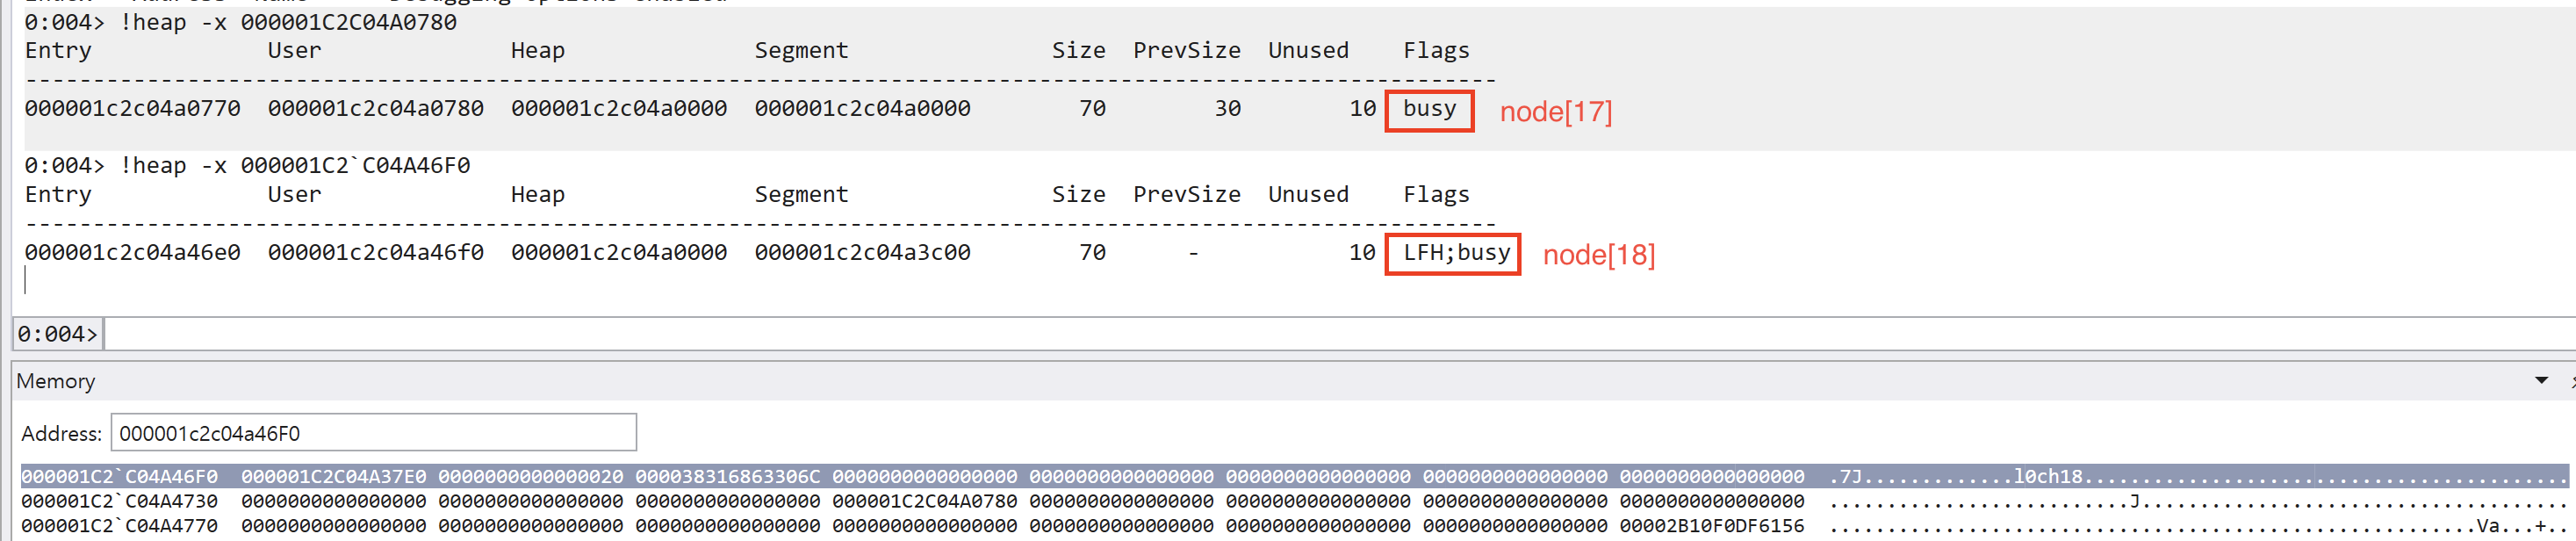 0:004> !heap -x 000001C2C04A0780
Entry User Heap Segment Size PrevSize Unused Flags
-------------------------------------------------------------------------------------------------------------
000001c2c04a0770 000001c2c04a0780 000001c2c04a0000 000001c2c04a0000 70 30 10 busy node[17]
0:004> !heap -x 000001C2`C04A46F0
Entry User Heap Segment Size PrevSize Unused Flags
-------------------------------------------------------------------------------------------------------------
000001c2c04a46e0 000001c2c04a46f0 000001c2c04a0000 000001c2c04a3c00 70 - 10 LFH;busy node[18]
0:004>
Memory
Address: 000001c2c04a46F0
000001C2`C04A46F0 000001C2C04A37E0 0000000000000020 000038316863306C 0000000000000000 0000000000000000 0000000000000000 0000000000000000 0000000000000000 .7J.............l0ch18..........................................
000001C2`C04A4730 0000000000000000 0000000000000000 0000000000000000 000001C2C04A0780 0000000000000000 0000000000000000 0000000000000000 0000000000000000 ..........................J.....................................
000001C2`C04A4770 0000000000000000 0000000000000000 0000000000000000 0000000000000000 0000000000000000 0000000000000000 0000000000000000 00002B10F0DF6156 ........................................................Va...+..